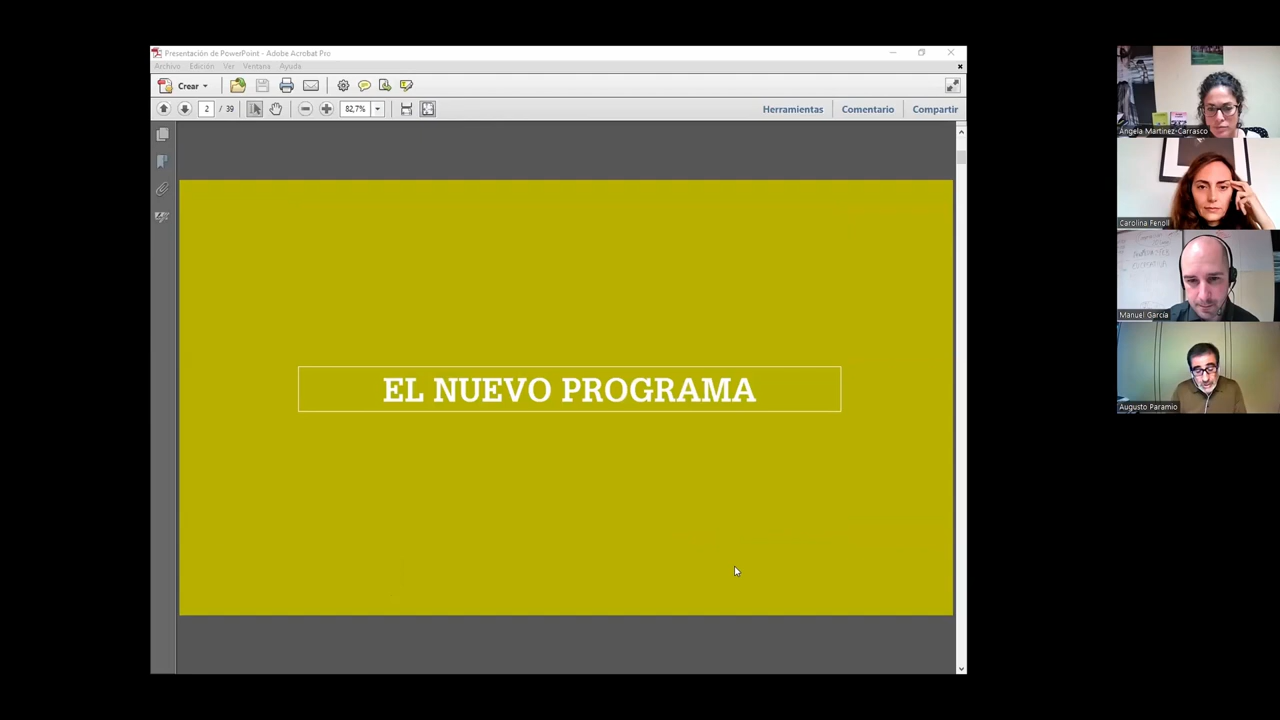 Presentación de PowerPoint - Adobe Acrobat Pro
Archivo Edición Ver Ventana Ayuda
Crear
2 / 39
82,7%
Herramientas
Comentario
Compartir
EL NUEVO PROGRAMA
Ángela Martínez-Carrasco
Carolina Fenoll
Manuel García
Augusto Paramio